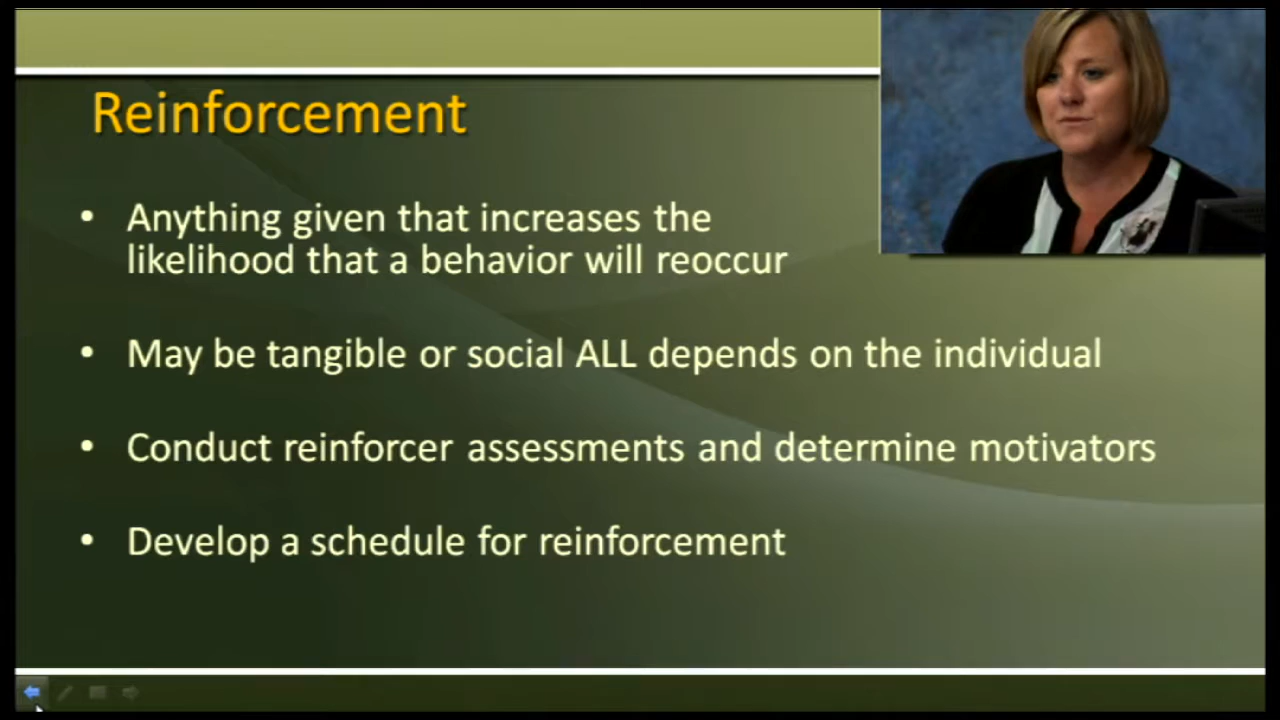 Reinforcement
• Anything given that increases the
likelihood that a behavior will reoccur
• May be tangible or social ALL depends on the individual
• Conduct reinforcer assessments and determine motivators
• Develop a schedule for reinforcement